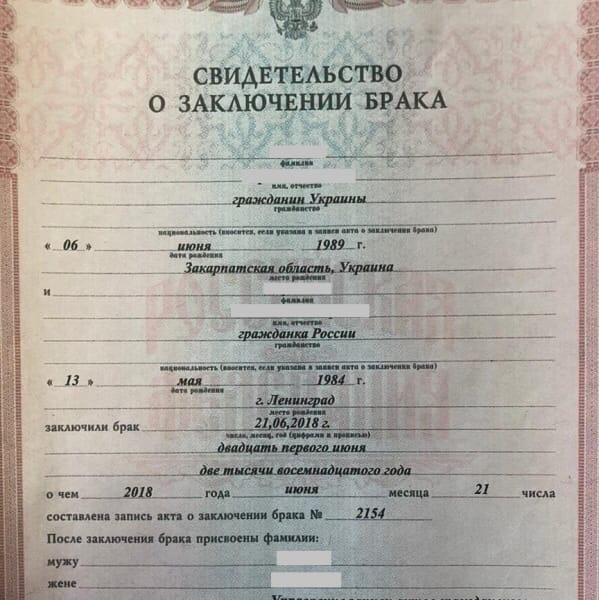 СВИДЕТЕЛЬСТВО
О ЗАКЛЮЧЕНИИ БРАКА
фамилия
имя, отчество
гражданин Украины
гражданство
национальность (вносится, если указана в записи акта о заключении брака)
« 06 » июня 1989 г.
дата рождения
Закарпатская область, Украина
место рождения
и
фамилия
имя, отчество
гражданка России
гражданство
национальность (вносится, если указана в записи акта о заключении брака)
« 13 » мая 1984 г.
дата рождения
г. Ленинград
место рождения
заключили брак 21,06,2018 г.
число, месяц, год (цифрами и прописью)
двадцать первого июня
две тысячи восемнадцатого года
о чем 2018 года июня месяца 21 числа
составлена запись акта о заключении брака № 2154
После заключения брака присвоены фамилии:
мужу
жене